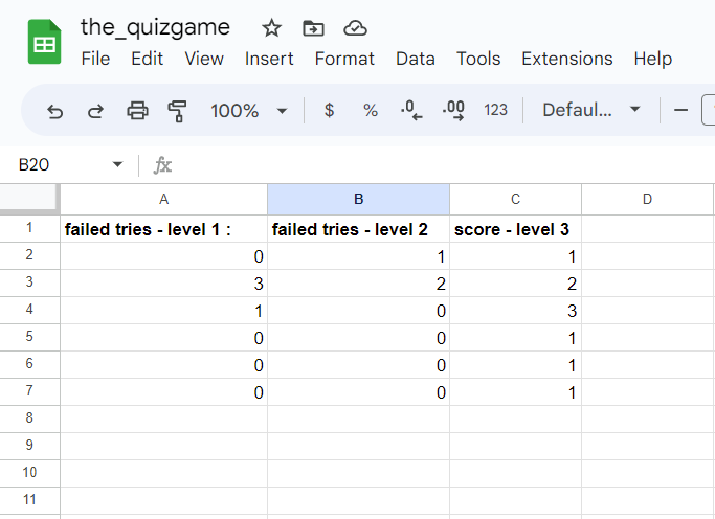 the_quizgame
File Edit View Insert Format Data Tools Extensions Help
100% $ % .0 .00 123 Defaul...
B20 fx
A B C D
1 failed tries - level 1 : failed tries - level 2 score - level 3
2 0 1 1
3 3 2 2
4 1 0 3
5 0 0 1
6 0 0 1
7 0 0 1
8
9
10
11